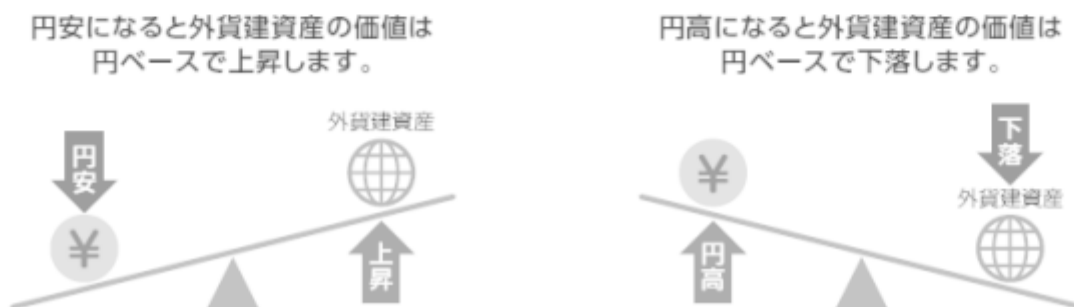 円安になると外貨建資産の価値は
円ベースで上昇します。
外貨建資産
円安
¥
上昇
円高になると外貨建資産の価値は
円ベースで下落します。
下落
¥
外貨建資産
円高